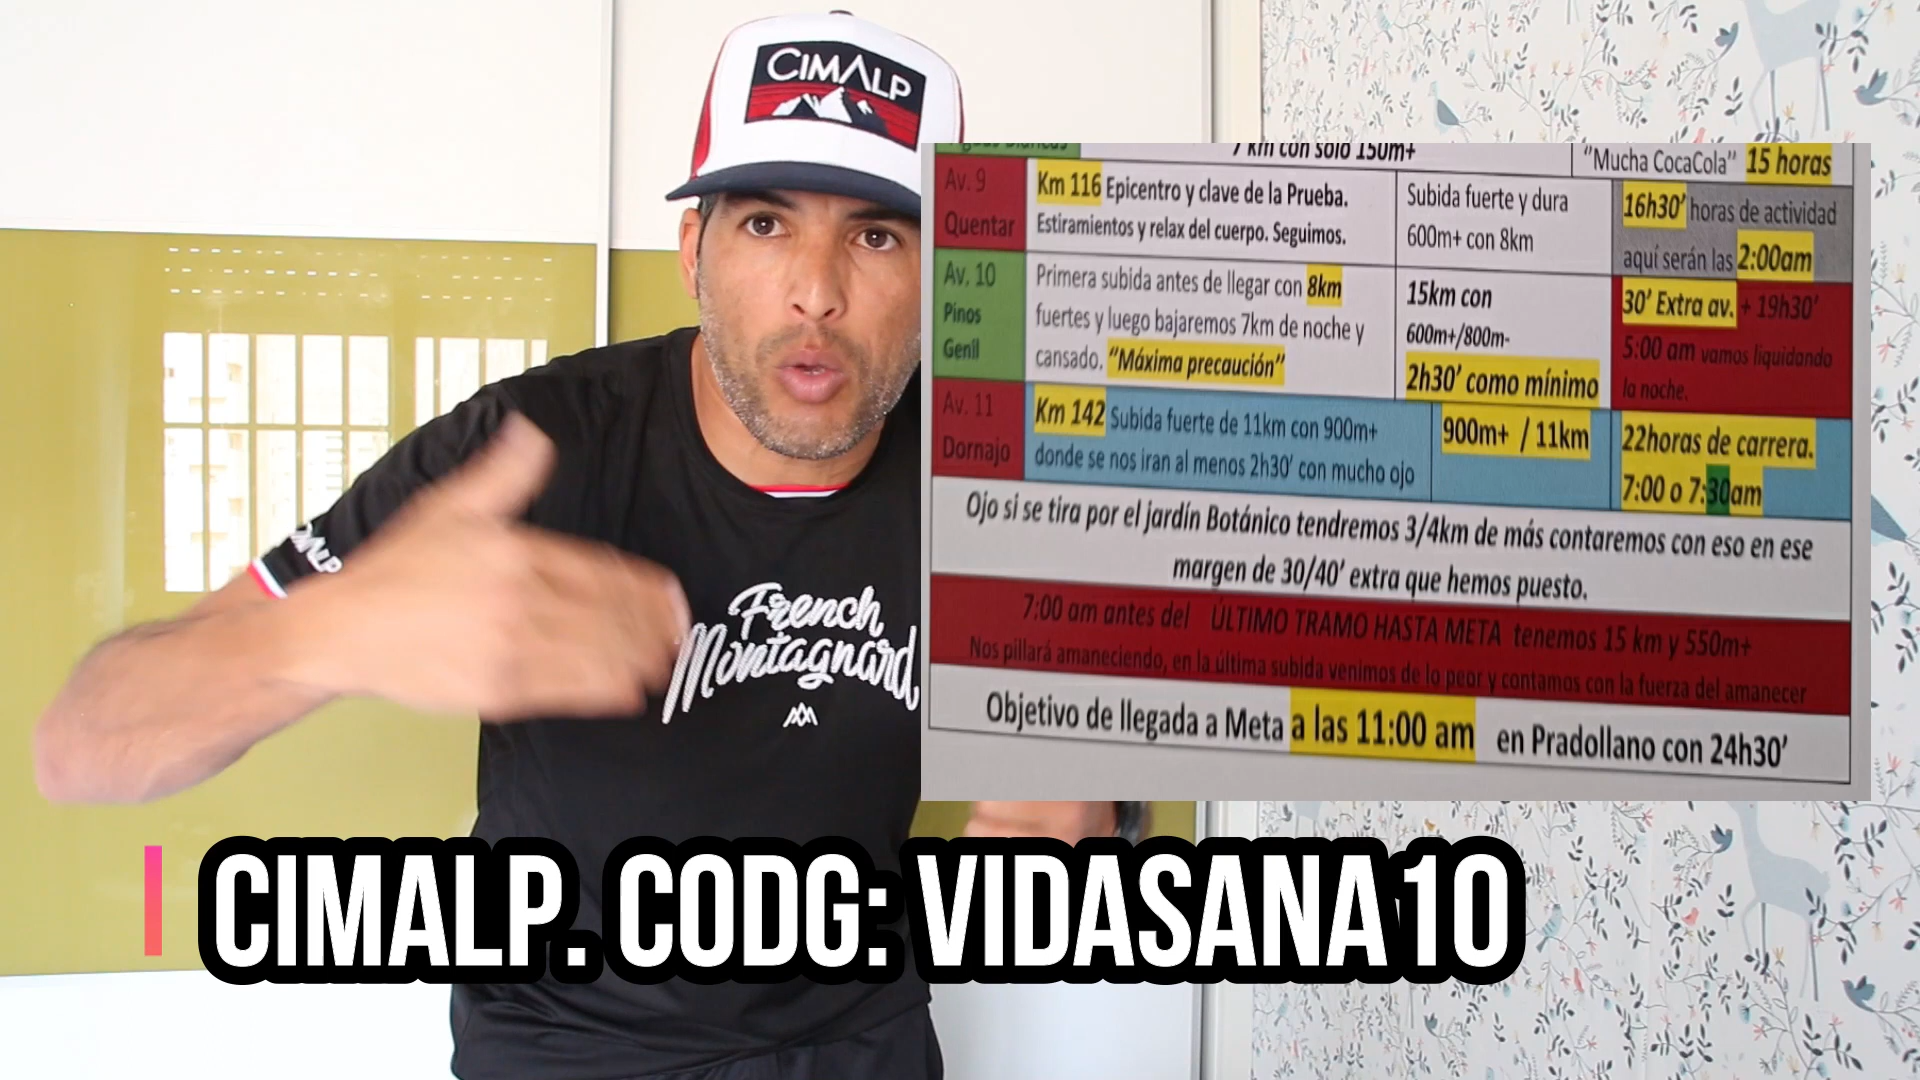 CIMALP
CIMALP
French
Montagnard
7 km con solo 150m+
"Mucha CocaCola" 15 horas
Av. 9
Quentar
Km 116 Epicentro y clave de la Prueba.
Estiramientos y relax del cuerpo. Seguimos.
Subida fuerte y dura
600m+ con 8km
16h30' horas de actividad
aquí serán las 2:00am
Av. 10
Pinos
Genil
Primera subida antes de llegar con 8km
fuertes y luego bajaremos 7km de noche y
cansado. "Máxima precaución"
15km con
600m+/800m-
2h30' como mínimo
30' Extra av. + 19h30'
5:00 am vamos liquidando
la noche.
Av. 11
Dornajo
Km 142 Subida fuerte de 11km con 900m+
donde se nos iran al menos 2h30' con mucho ojo
900m+ / 11km
22horas de carrera.
7:00 o 7:30am
Ojo si se tira por el jardín Botánico tendremos 3/4km de más contaremos con eso en ese
margen de 30/40' extra que hemos puesto.
7:00 am antes del ÚLTIMO TRAMO HASTA META tenemos 15 km y 550m+
Nos pillará amaneciendo, en la última subida venimos de lo peor y contamos con la fuerza del amanecer
Objetivo de llegada a Meta a las 11:00 am en Pradollano con 24h30'
CIMALP. CODG: VIDASANA10